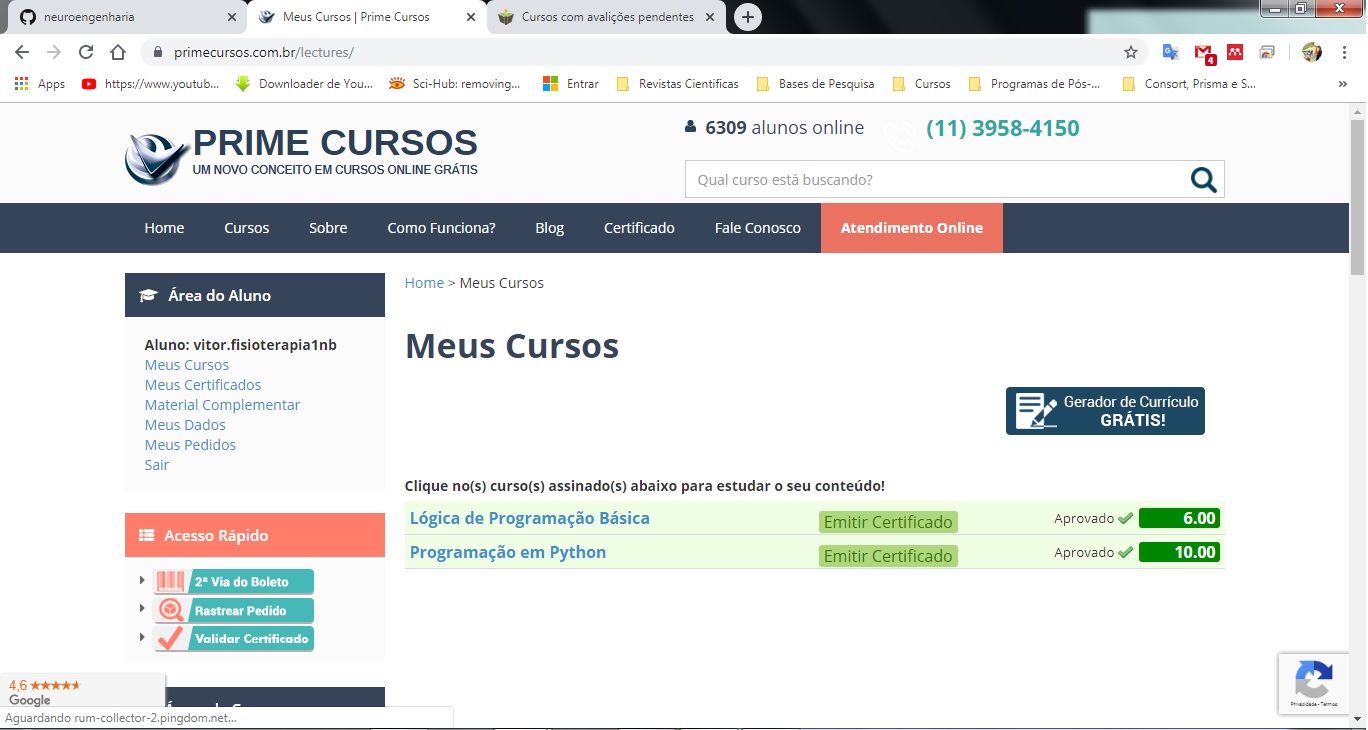 neuroengenharia
Meus Cursos | Prime Cursos
Cursos com avalições pendentes
primecursos.com.br/lectures/
4
Apps
https://www.youtub...
Downloader de You...
Sci-Hub: removing...
Entrar
Revistas Cientificas
Bases de Pesquisa
Cursos
Programas de Pós-...
Consort, Prisma e S...
»
PRIME CURSOS
UM NOVO CONCEITO EM CURSOS ONLINE GRÁTIS
6309 alunos online
(11) 3958-4150
Qual curso está buscando?
Home
Cursos
Sobre
Como Funciona?
Blog
Certificado
Fale Conosco
Atendimento Online
Área do Aluno
Aluno: vitor.fisioterapia1nb
Meus Cursos
Meus Certificados
Material Complementar
Meus Dados
Meus Pedidos
Sair
Acesso Rápido
2ª Via do Boleto
Rastrear Pedido
Validar Certificado
Home > Meus Cursos
Meus Cursos
Gerador de Currículo
GRÁTIS!
Clique no(s) curso(s) assinado(s) abaixo para estudar o seu conteúdo!
Lógica de Programação Básica Emitir Certificado Aprovado 6.00
Programação em Python Emitir Certificado Aprovado 10.00
4,6
Google
Aguardando rum-collector-2.pingdom.net...
Privacidade - Termos